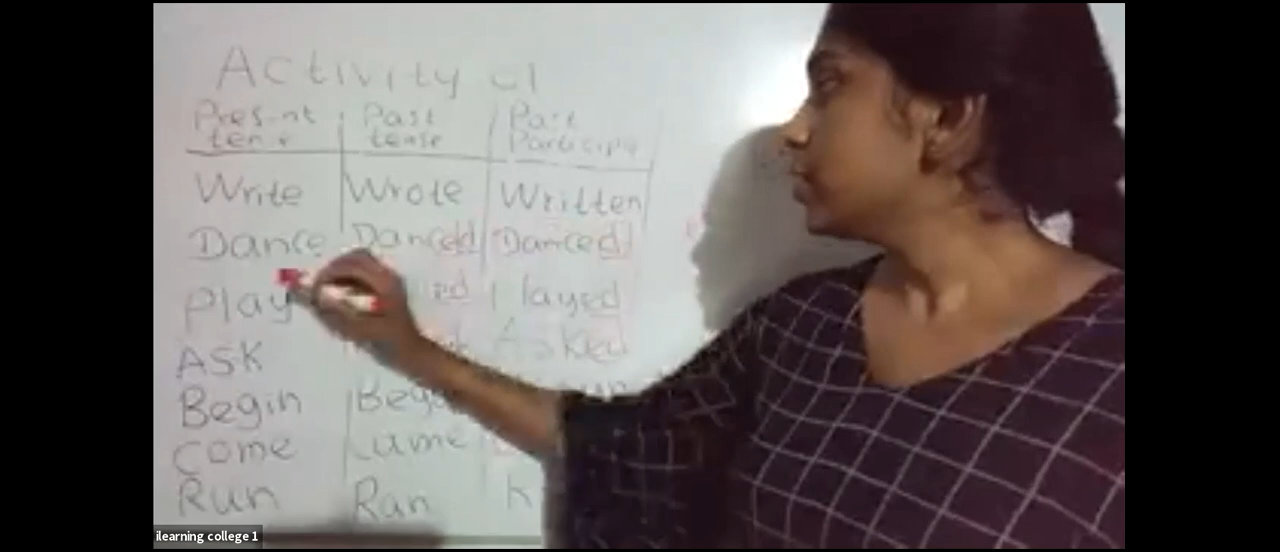 Activity 01
Present Past Past
tense tense Participle
Write Wrote Written
Dance Danced Danced
Play layed
ASK Asked
Begin
Come Came
Run Ran
ilearning college 1